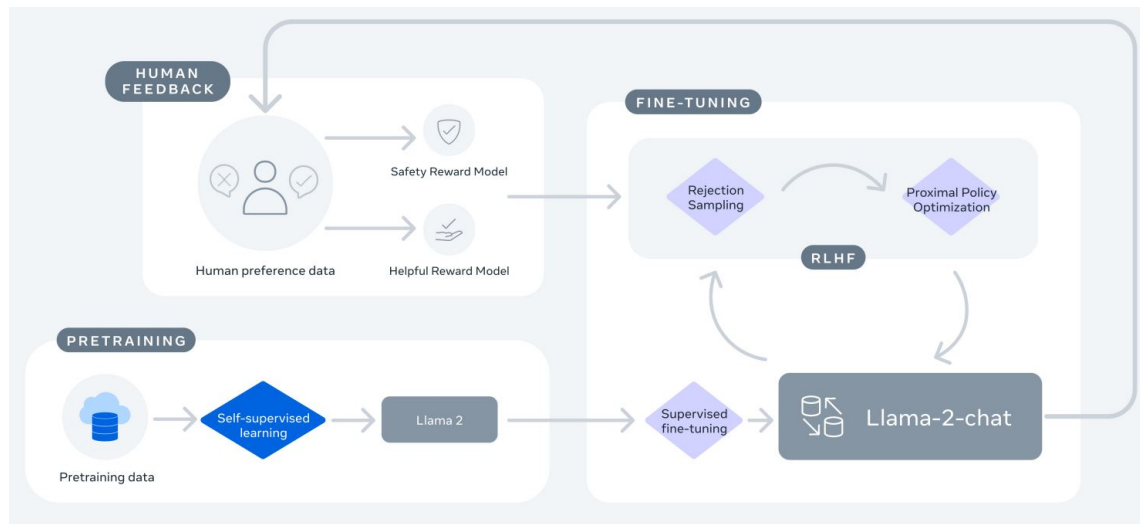 HUMAN
FEEDBACK
Safety Reward Model
Human preference data
Helpful Reward Model
FINE-TUNING
Rejection
Sampling
Proximal Policy
Optimization
RLHF
PRETRAINING
Pretraining data
Self-supervised
learning
Llama 2
Supervised
fine-tuning
Llama-2-chat